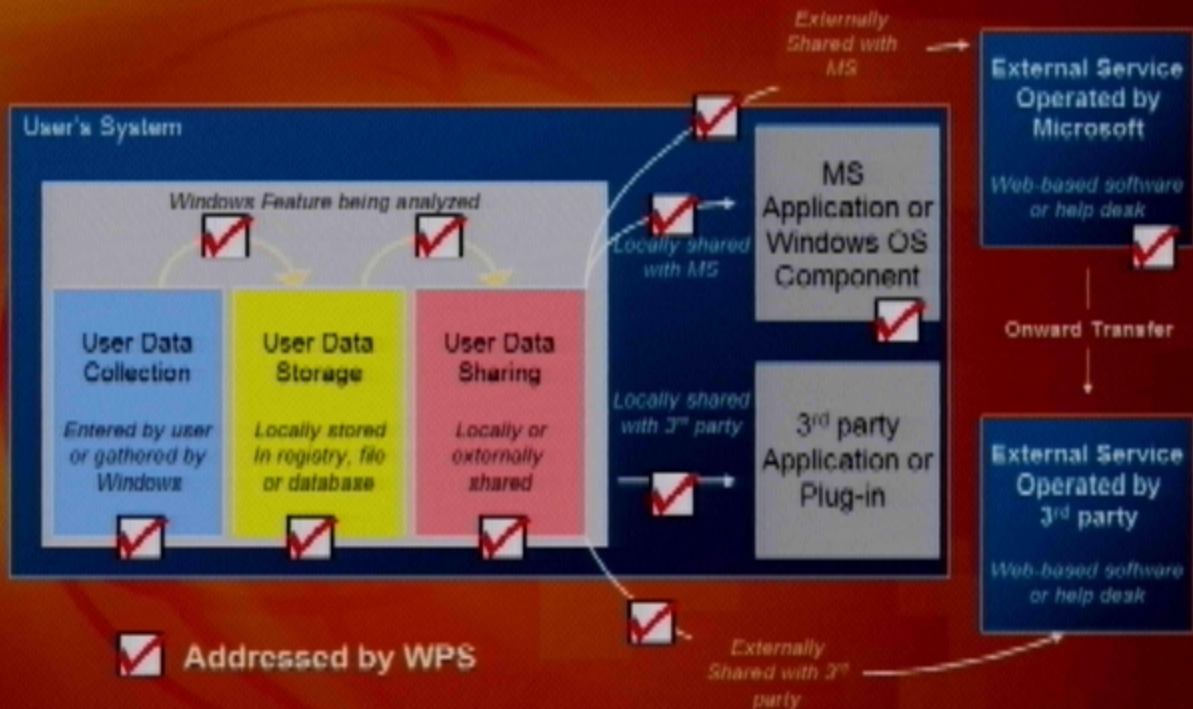 Externally
Shared with
MS
External Service
Operated by
Microsoft
Web-based software
or help desk
User's System
Windows Feature being analyzed
User Data
Collection
Entered by user
or gathered by
Windows
User Data
Storage
Locally stored
in registry, file
or database
User Data
Sharing
Locally or
externally
shared
Locally shared
with MS
MS
Application or
Windows OS
Component
Locally shared
with 3rd party
3rd party
Application or
Plug-in
Onward Transfer
External Service
Operated by
3rd party
Web-based software
or help desk
Addressed by WPS
Externally
Shared with 3rd
party